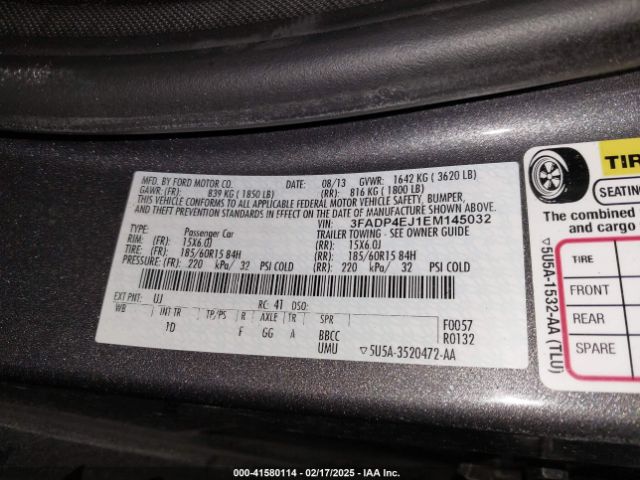 MFD. BY FORD MOTOR CO. DATE: 08/13 GVWR: 1642 KG ( 3620 LB)
GAWR: (FR): 839 KG ( 1850 LB) (RR): 816 KG ( 1800 LB)
THIS VEHICLE CONFORMS TO ALL APPLICABLE FEDERAL MOTOR VEHICLE SAFETY, BUMPER,
AND THEFT PREVENTION STANDARDS IN EFFECT ON THE DATE OF MANUFACTURE SHOWN ABOVE.
VIN: 3FADP4EJ1EM145032
TYPE: Passenger Car TRAILER TOWING - SEE OWNER GUIDE
RIM: (FR): 15X6.0J (RR): 15X6.0J
TIRE: (FR): 185/60R15 84H (RR): 185/60R15 84H
PRESSURE: (FR): 220 kPa/ 32 PSI COLD (RR): 220 kPa/ 32 PSI COLD
EXT PNT: UJ RC: 41 DSO:
WB INT TR TP/PS R AXLE TR SPR F0057
1D F GG A BBCC R0132
UMU ▽5U5A-3520472-AA
TIR
SEATING
The combined
and cargo
TIRE
FRONT
REAR
SPARE
▽5U5A-1532-AA (TLU)
000-41580114 — 02/17/2025 — IAA Inc.